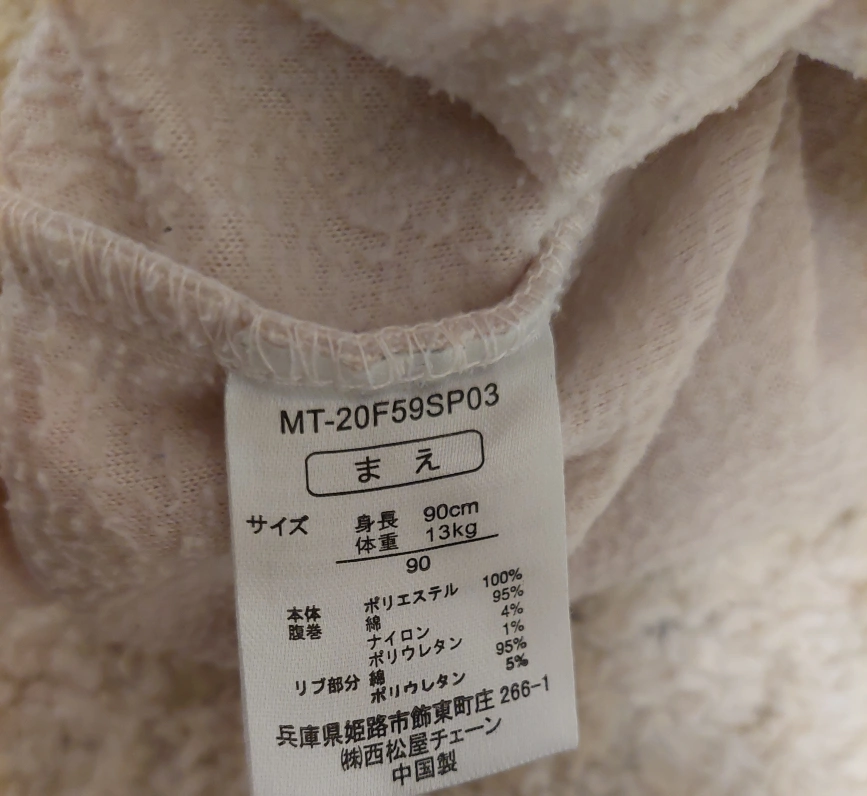 MT-20F59SP03
まえ
サイズ 身長 90cm
体重 13kg
90
本体 ポリエステル 100%
腹巻 綿 95%
ナイロン 4%
ポリウレタン 1%
リブ部分 綿 95%
ポリウレタン 5%
兵庫県姫路市飾東町庄 266-1
㈱西松屋チェーン
中国製